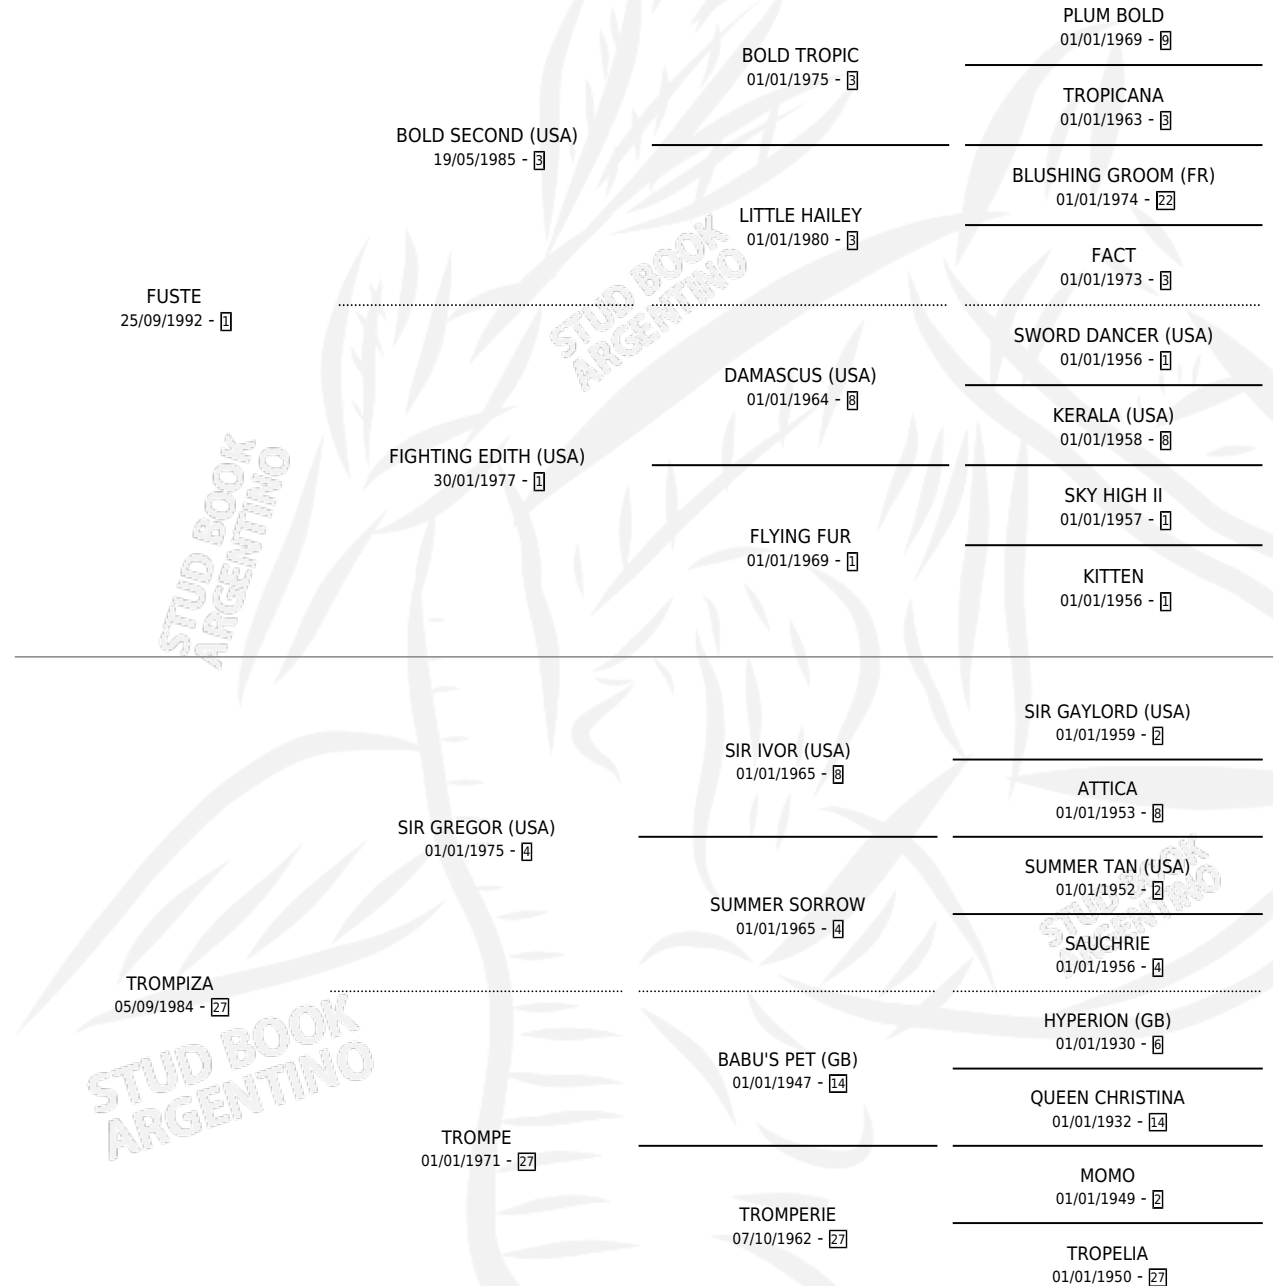 PLUM BOLD
01/01/1969 - 9
BOLD TROPIC
01/01/1975 - 3
TROPICANA
01/01/1963 - 3
BOLD SECOND (USA)
19/05/1985 - 3
BLUSHING GROOM (FR)
01/01/1974 - 22
LITTLE HAILEY
01/01/1980 - 3
FACT
01/01/1973 - 3
FUSTE
25/09/1992 - 1
SWORD DANCER (USA)
01/01/1956 - 1
DAMASCUS (USA)
01/01/1964 - 8
KERALA (USA)
01/01/1958 - 8
FIGHTING EDITH (USA)
30/01/1977 - 1
SKY HIGH II
01/01/1957 - 1
FLYING FUR
01/01/1969 - 1
KITTEN
01/01/1956 - 1
SIR GAYLORD (USA)
01/01/1959 - 2
SIR IVOR (USA)
01/01/1965 - 8
ATTICA
01/01/1953 - 8
SIR GREGOR (USA)
01/01/1975 - 4
SUMMER TAN (USA)
01/01/1952 - 2
SUMMER SORROW
01/01/1965 - 4
SAUCHRIE
01/01/1956 - 4
TROMPIZA
05/09/1984 - 27
HYPERION (GB)
01/01/1930 - 6
BABU'S PET (GB)
01/01/1947 - 14
QUEEN CHRISTINA
01/01/1932 - 14
TROMPE
01/01/1971 - 27
MOMO
01/01/1949 - 2
TROMPERIE
07/10/1962 - 27
TROPELIA
01/01/1950 - 27
STUD BOOK
ARGENTINO
STUD BOOK
ARGENTINO
STUD BOOK
ARGENTINO
STUD BOOK
ARGENTINO